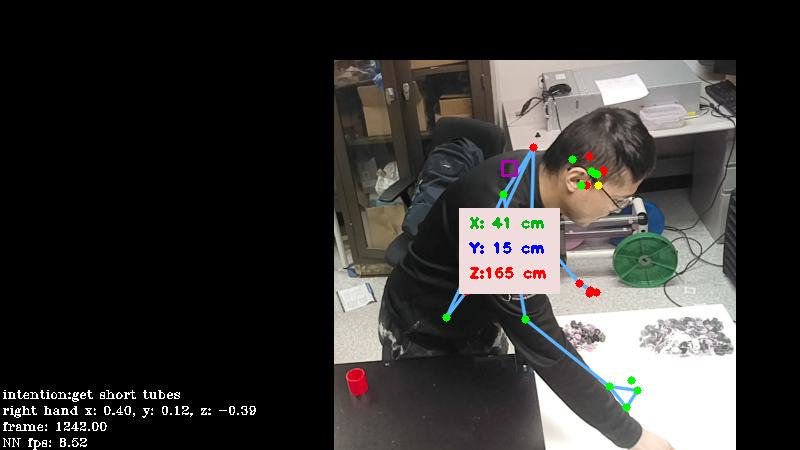 X: 41 cm
Y: 15 cm
Z:165 cm
intention:get short tubes
right hand x: 0.40, y: 0.12, z: -0.39
frame: 1242.00
NN fps: 8.52